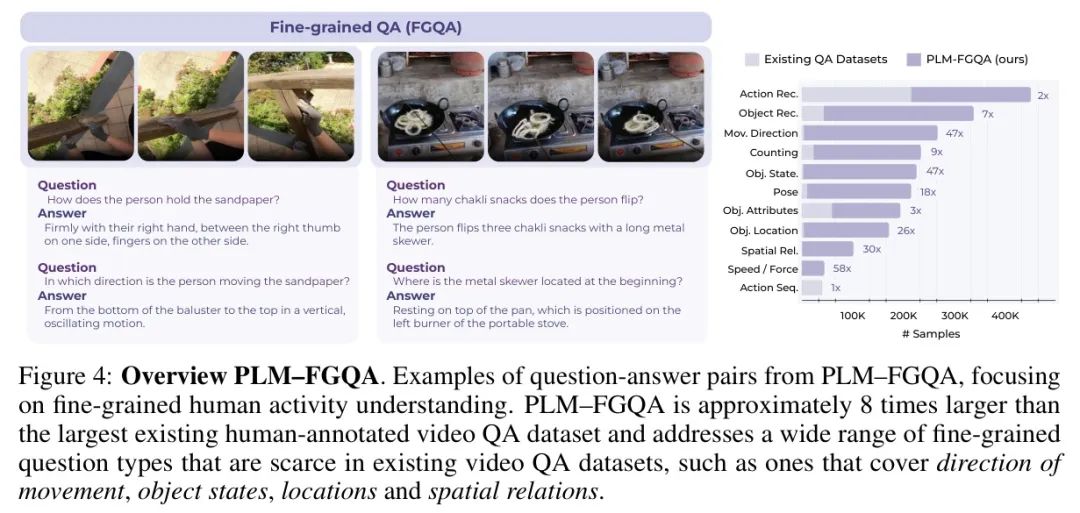 Fine-grained QA (FGQA)
Question
How does the person hold the sandpaper?
Answer
Firmly with their right hand, between the right thumb
on one side, fingers on the other side.
Question
In which direction is the person moving the sandpaper?
Answer
From the bottom of the baluster to the top in a vertical,
oscillating motion.
Question
How many chakli snacks does the person flip?
Answer
The person flips three chakli snacks with a long metal
skewer.
Question
Where is the metal skewer located at the beginning?
Answer
Resting on top of the pan, which is positioned on the
left burner of the portable stove.
Existing QA Datasets
PLM-FGQA (ours)
Action Rec. 2x
Object Rec. 7x
Mov. Direction 47x
Counting 9x
Obj. State. 47x
Pose 18x
Obj. Attributes 3x
Obj. Location 26x
Spatial Rel. 30x
Speed / Force 58x
Action Seq. 1x
100K 200K 300K 400K
# Samples
Figure 4: Overview PLM–FGQA. Examples of question-answer pairs from PLM–FGQA, focusing
on fine-grained human activity understanding. PLM–FGQA is approximately 8 times larger than
the largest existing human-annotated video QA dataset and addresses a wide range of fine-grained
question types that are scarce in existing video QA datasets, such as ones that cover direction of
movement, object states, locations and spatial relations.